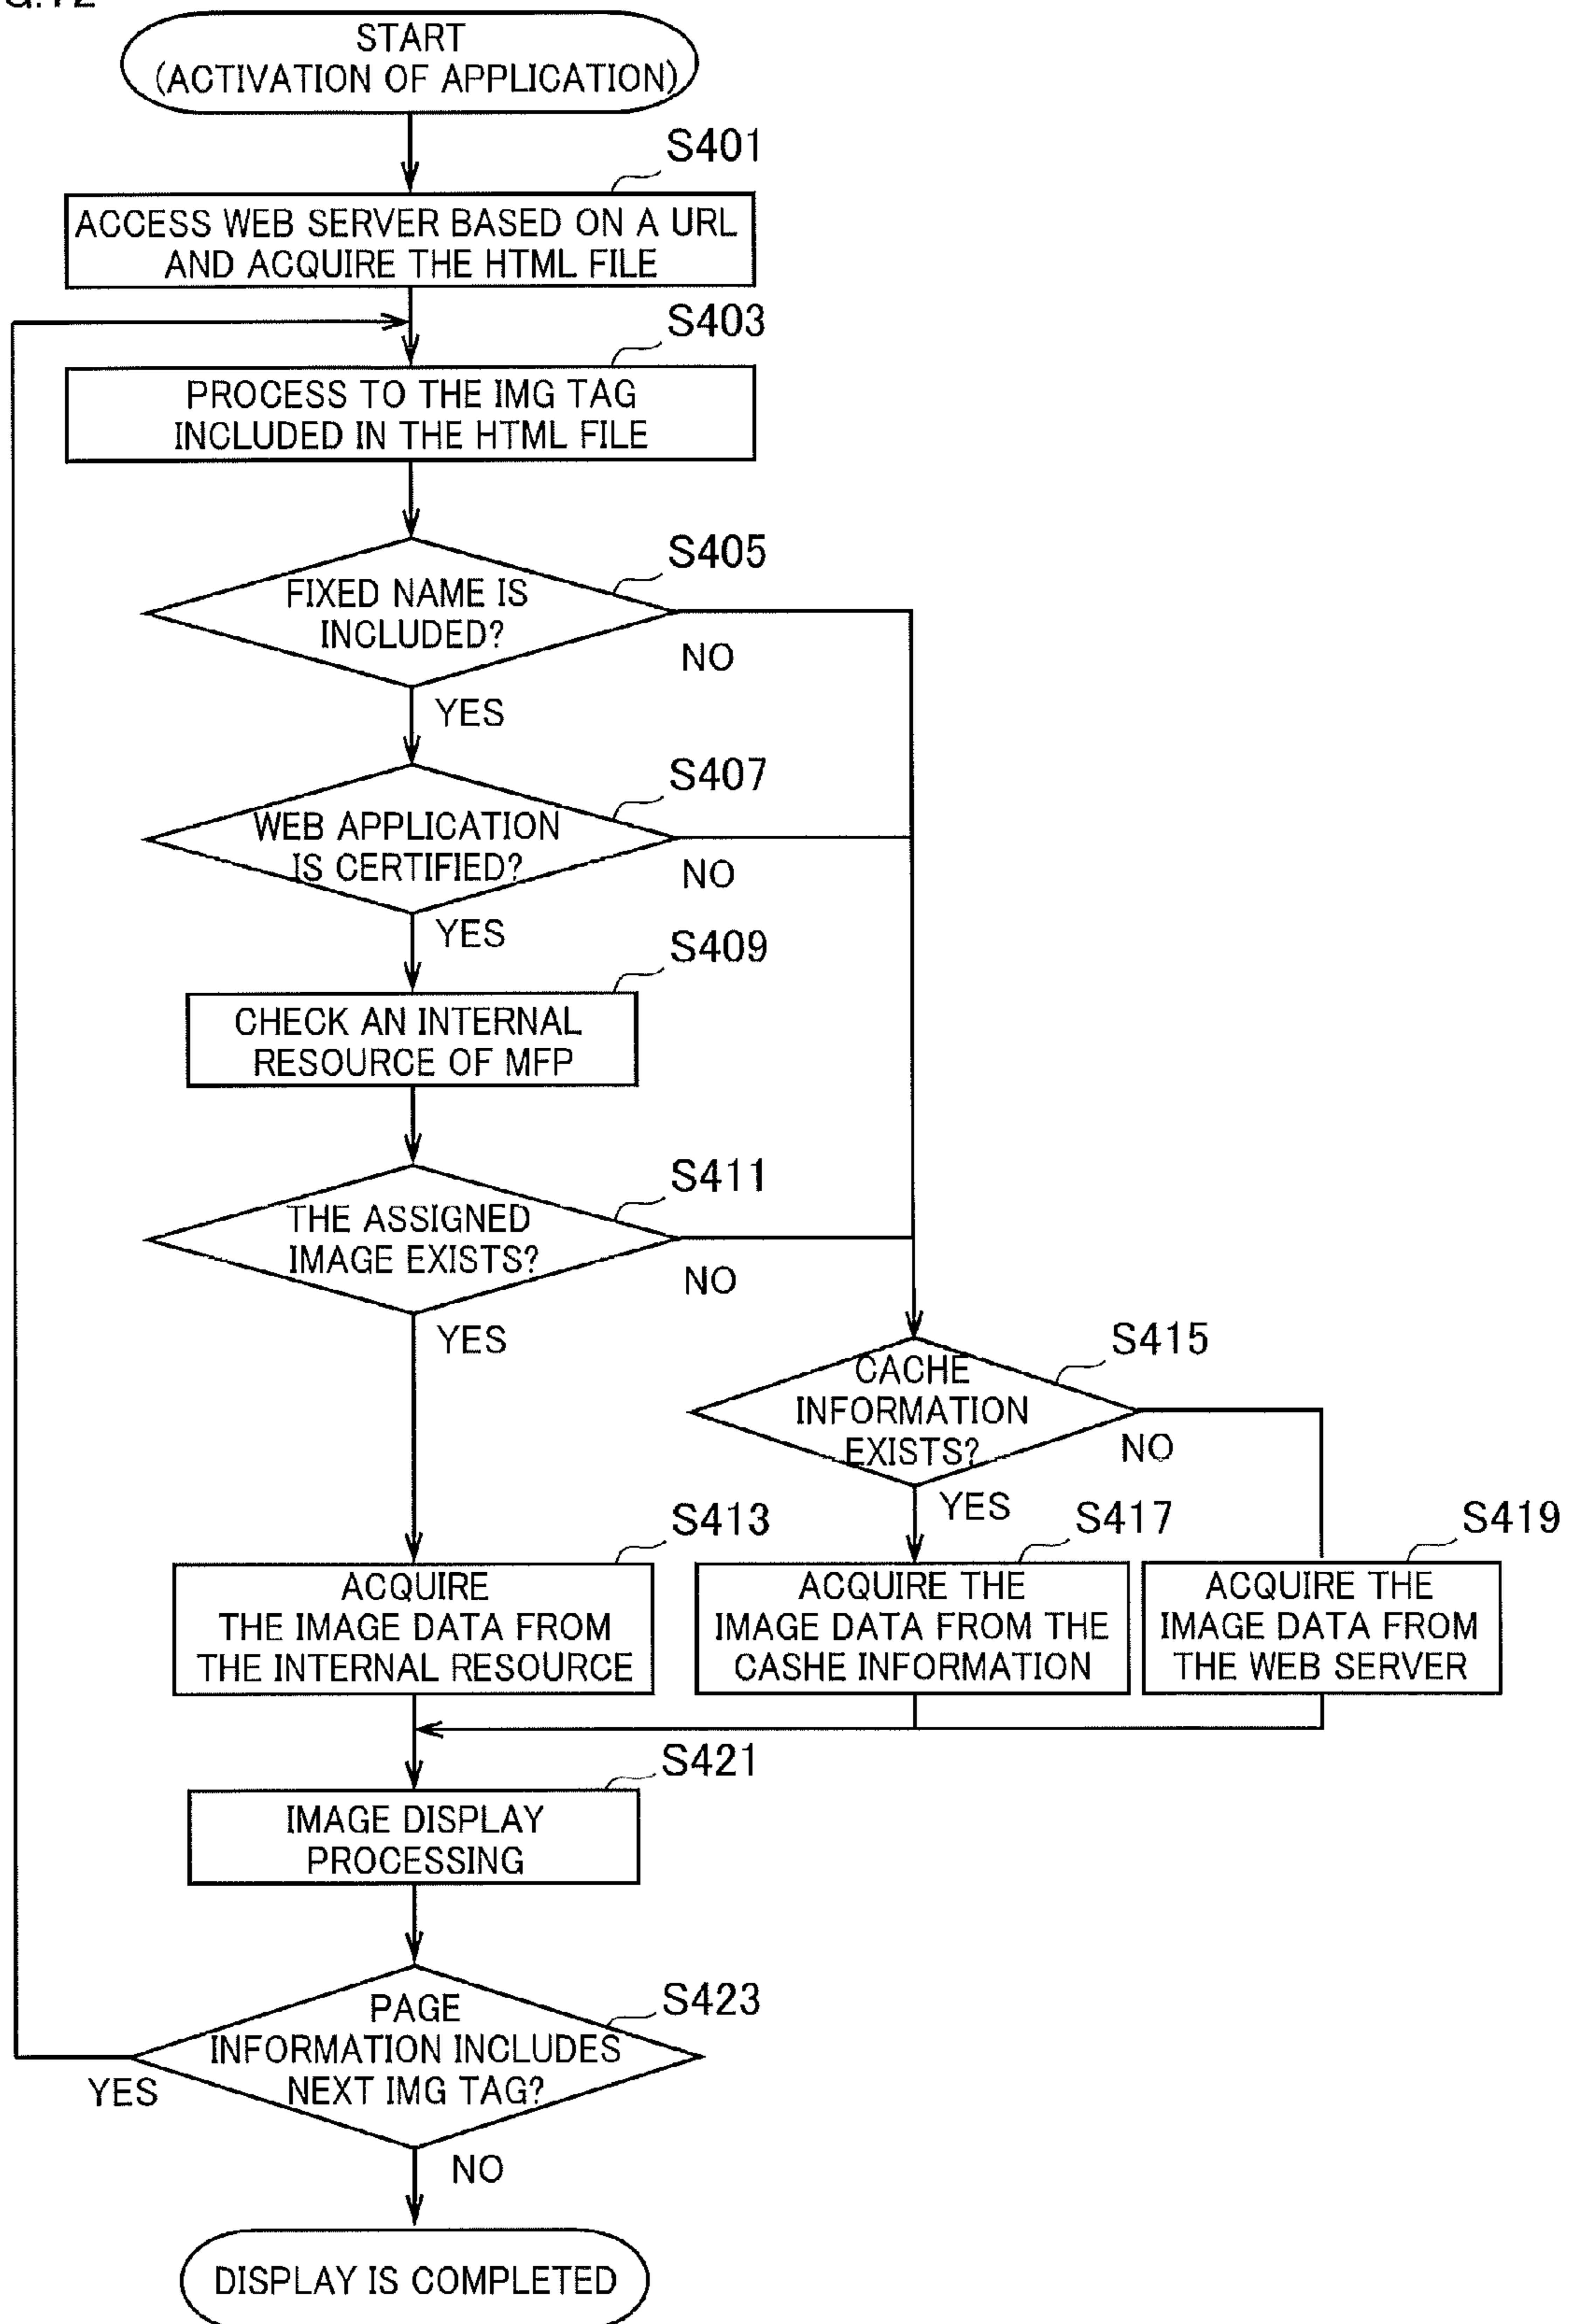 START
(ACTIVATION OF APPLICATION)
S401
ACCESS WEB SERVER BASED ON A URL
AND ACQUIRE THE HTML FILE
S403
PROCESS TO THE IMG TAG
INCLUDED IN THE HTML FILE
S405
FIXED NAME IS
INCLUDED?
NO
YES
S407
WEB APPLICATION
IS CERTIFIED?
NO
YES
S409
CHECK AN INTERNAL
RESOURCE OF MFP
S411
THE ASSIGNED
IMAGE EXISTS?
NO
YES
S415
CACHE
INFORMATION
EXISTS?
NO
YES
S413
ACQUIRE
THE IMAGE DATA FROM
THE INTERNAL RESOURCE
S417
ACQUIRE THE
IMAGE DATA FROM THE
CASHE INFORMATION
S419
ACQUIRE THE
IMAGE DATA FROM
THE WEB SERVER
S421
IMAGE DISPLAY
PROCESSING
S423
PAGE
INFORMATION INCLUDES
NEXT IMG TAG?
YES
NO
DISPLAY IS COMPLETED